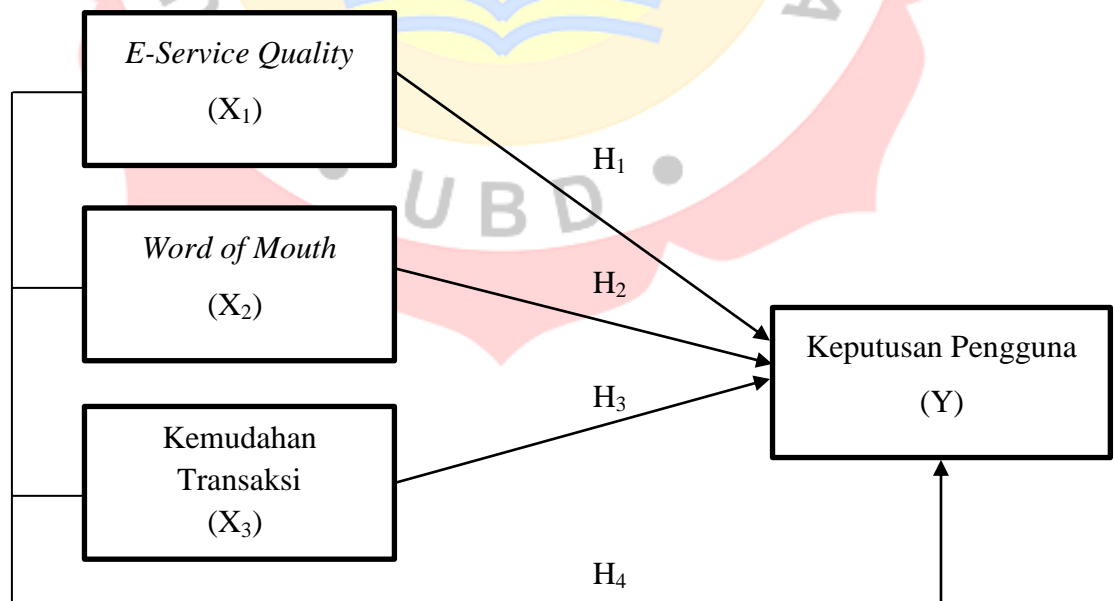 E-Service Quality
(X₁)
H₁
UBD
Word of Mouth
(X₂)
H₂
Keputusan Pengguna
(Y)
H₃
Kemudahan
Transaksi
(X₃)
H₄